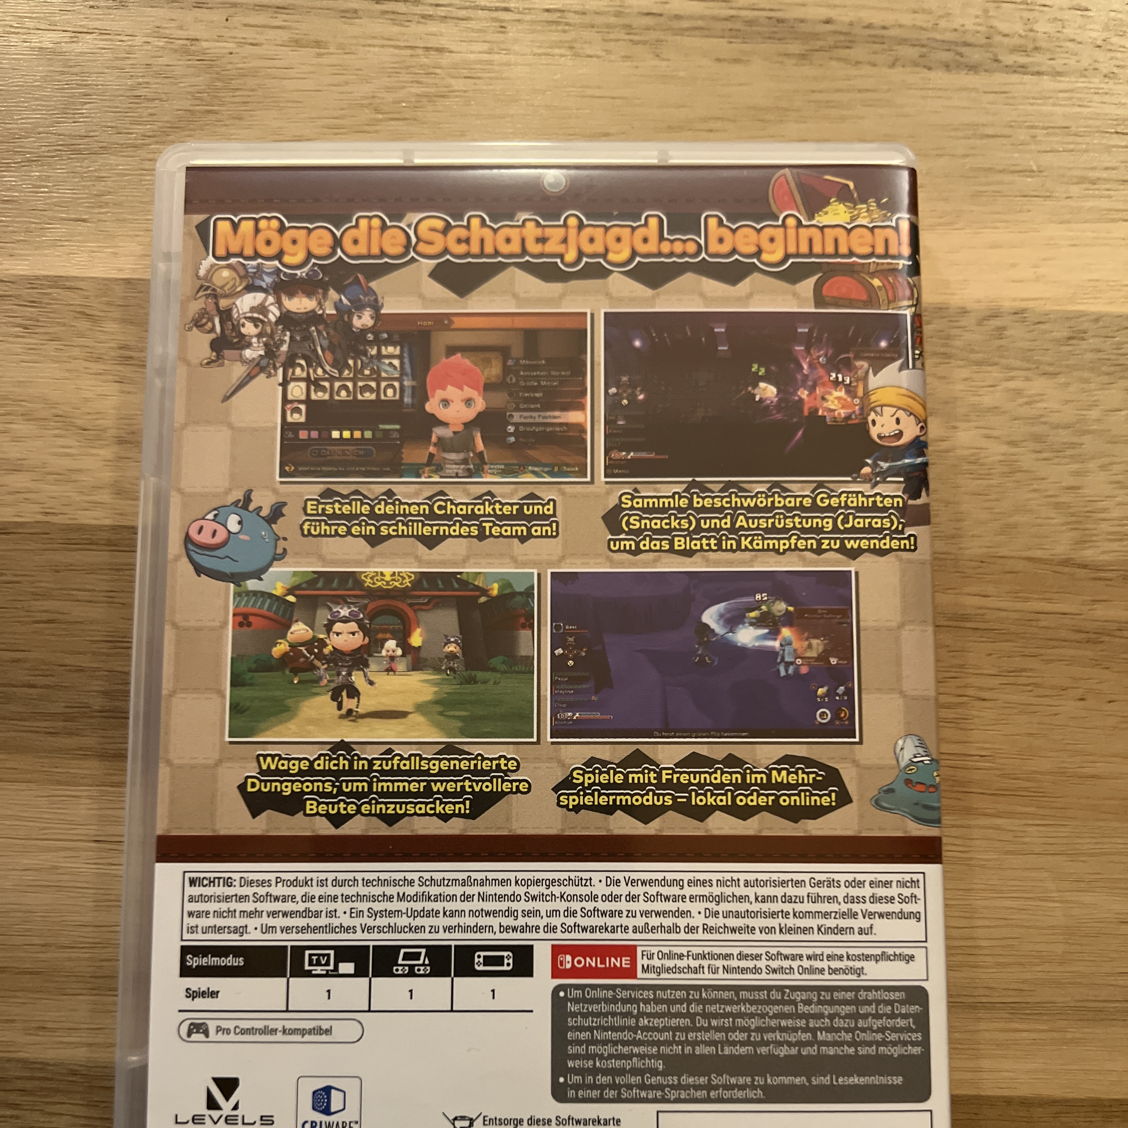 Möge die Schatzjagd... beginnen!
Erstelle deinen Charakter und
führe ein schillerndes Team an!
Sammle beschwörbare Gefährten
(Snacks) und Ausrüstung (Jaras),
um das Blatt in Kämpfen zu wenden!
85
Wage dich in zufallsgenerierte
Dungeons, um immer wertvollere
Beute einzusacken!
Spiele mit Freunden im Mehr-
spielermodus – lokal oder online!
WICHTIG: Dieses Produkt ist durch technische Schutzmaßnahmen kopiergeschützt. • Die Verwendung eines nicht autorisierten Geräts oder einer nicht
autorisierten Software, die eine technische Modifikation der Nintendo Switch-Konsole oder der Software ermöglichen, kann dazu führen, dass diese Soft-
ware nicht mehr verwendbar ist. • Ein System-Update kann notwendig sein, um die Software zu verwenden. • Die unautorisierte kommerzielle Verwendung
ist untersagt. • Um versehentliches Verschlucken zu verhindern, bewahre die Softwarekarte außerhalb der Reichweite von kleinen Kindern auf.
Spielmodus TV
Spieler 1 1 1
Pro Controller-kompatibel
ONLINE
Für Online-Funktionen dieser Software wird eine kostenpflichtige
Mitgliedschaft für Nintendo Switch Online benötigt.
• Um Online-Services nutzen zu können, musst du Zugang zu einer drahtlosen
Netzverbindung haben und die netzwerkbezogenen Bedingungen und die Daten-
schutzrichtlinie akzeptieren. Du wirst möglicherweise auch dazu aufgefordert,
einen Nintendo-Account zu erstellen oder zu verknüpfen. Manche Online-Services
sind möglicherweise nicht in allen Ländern verfügbar und manche sind möglicher-
weise kostenpflichtig.
• Um in den vollen Genuss dieser Software zu kommen, sind Lesekenntnisse
in einer der Software-Sprachen erforderlich.
LEVEL5
CRIWARE™
Entsorge diese Softwarekarte